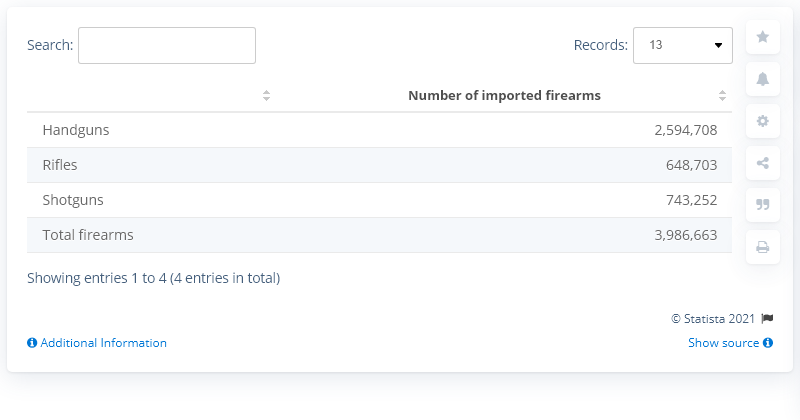 Search:
Records: 13
Number of imported firearms
Handguns 2,594,708
Rifles 648,703
Shotguns 743,252
Total firearms 3,986,663
Showing entries 1 to 4 (4 entries in total)
© Statista 2021
Additional Information Show source